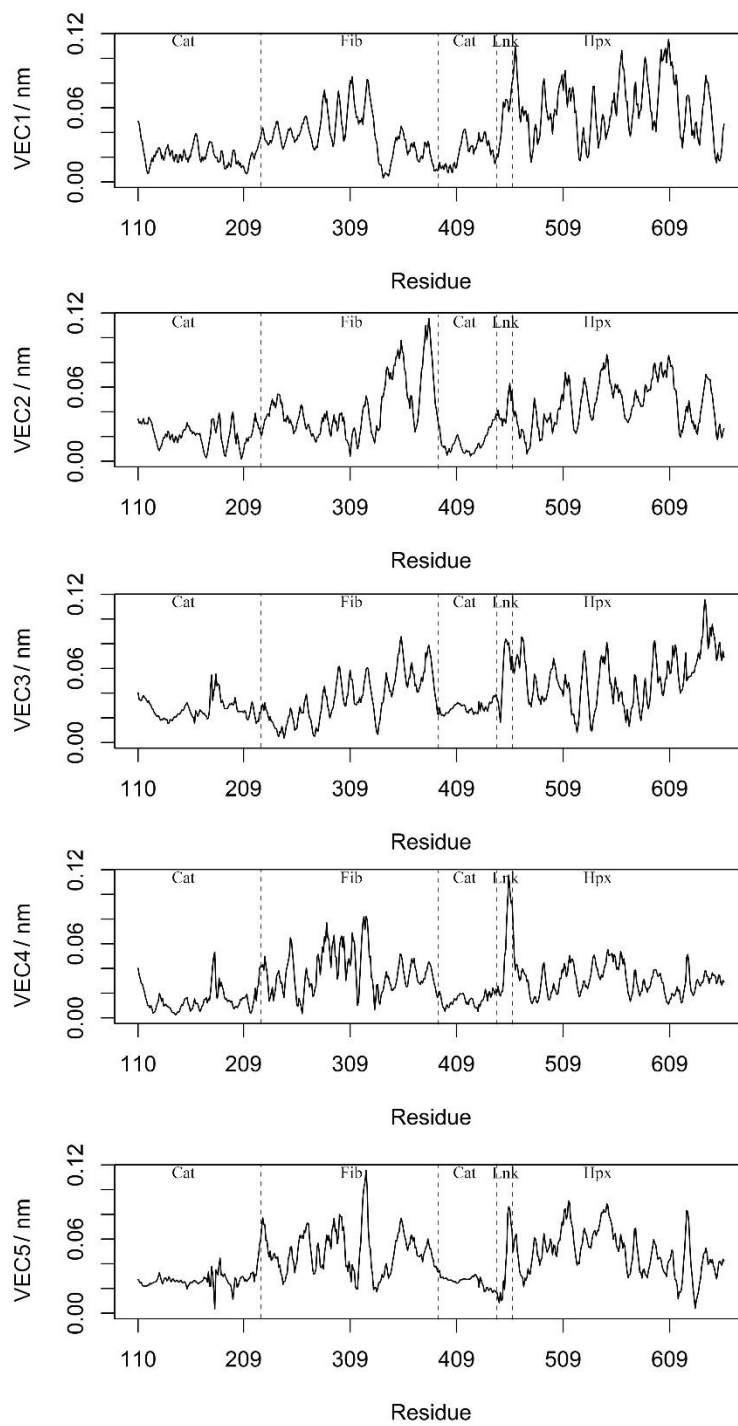 VEC1 / nm
0.00 0.06 0.12
Cat Fib Cat Lnk Hpx
110 209 309 409 509 609
Residue
VEC2 / nm
0.00 0.06 0.12
Cat Fib Cat Lnk Hpx
110 209 309 409 509 609
Residue
VEC3 / nm
0.00 0.06 0.12
Cat Fib Cat Lnk Hpx
110 209 309 409 509 609
Residue
VEC4 / nm
0.00 0.06 0.12
Cat Fib Cat Lnk Hpx
110 209 309 409 509 609
Residue
VEC5 / nm
0.00 0.06 0.12
Cat Fib Cat Lnk Hpx
110 209 309 409 509 609
Residue